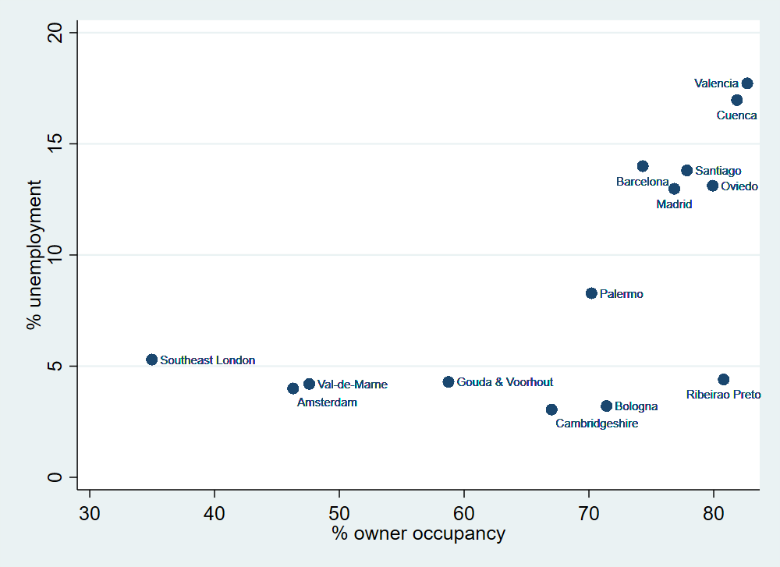 20
Valencia
Cuenca
15
Barcelona
Santiago
Madrid
Oviedo
% unemployment
10
Palermo
5
Southeast London
Val-de-Marne
Amsterdam
Gouda & Voorhout
Ribeirao Preto
Bologna
Cambridgeshire
0
30 40 50 60 70 80
% owner occupancy